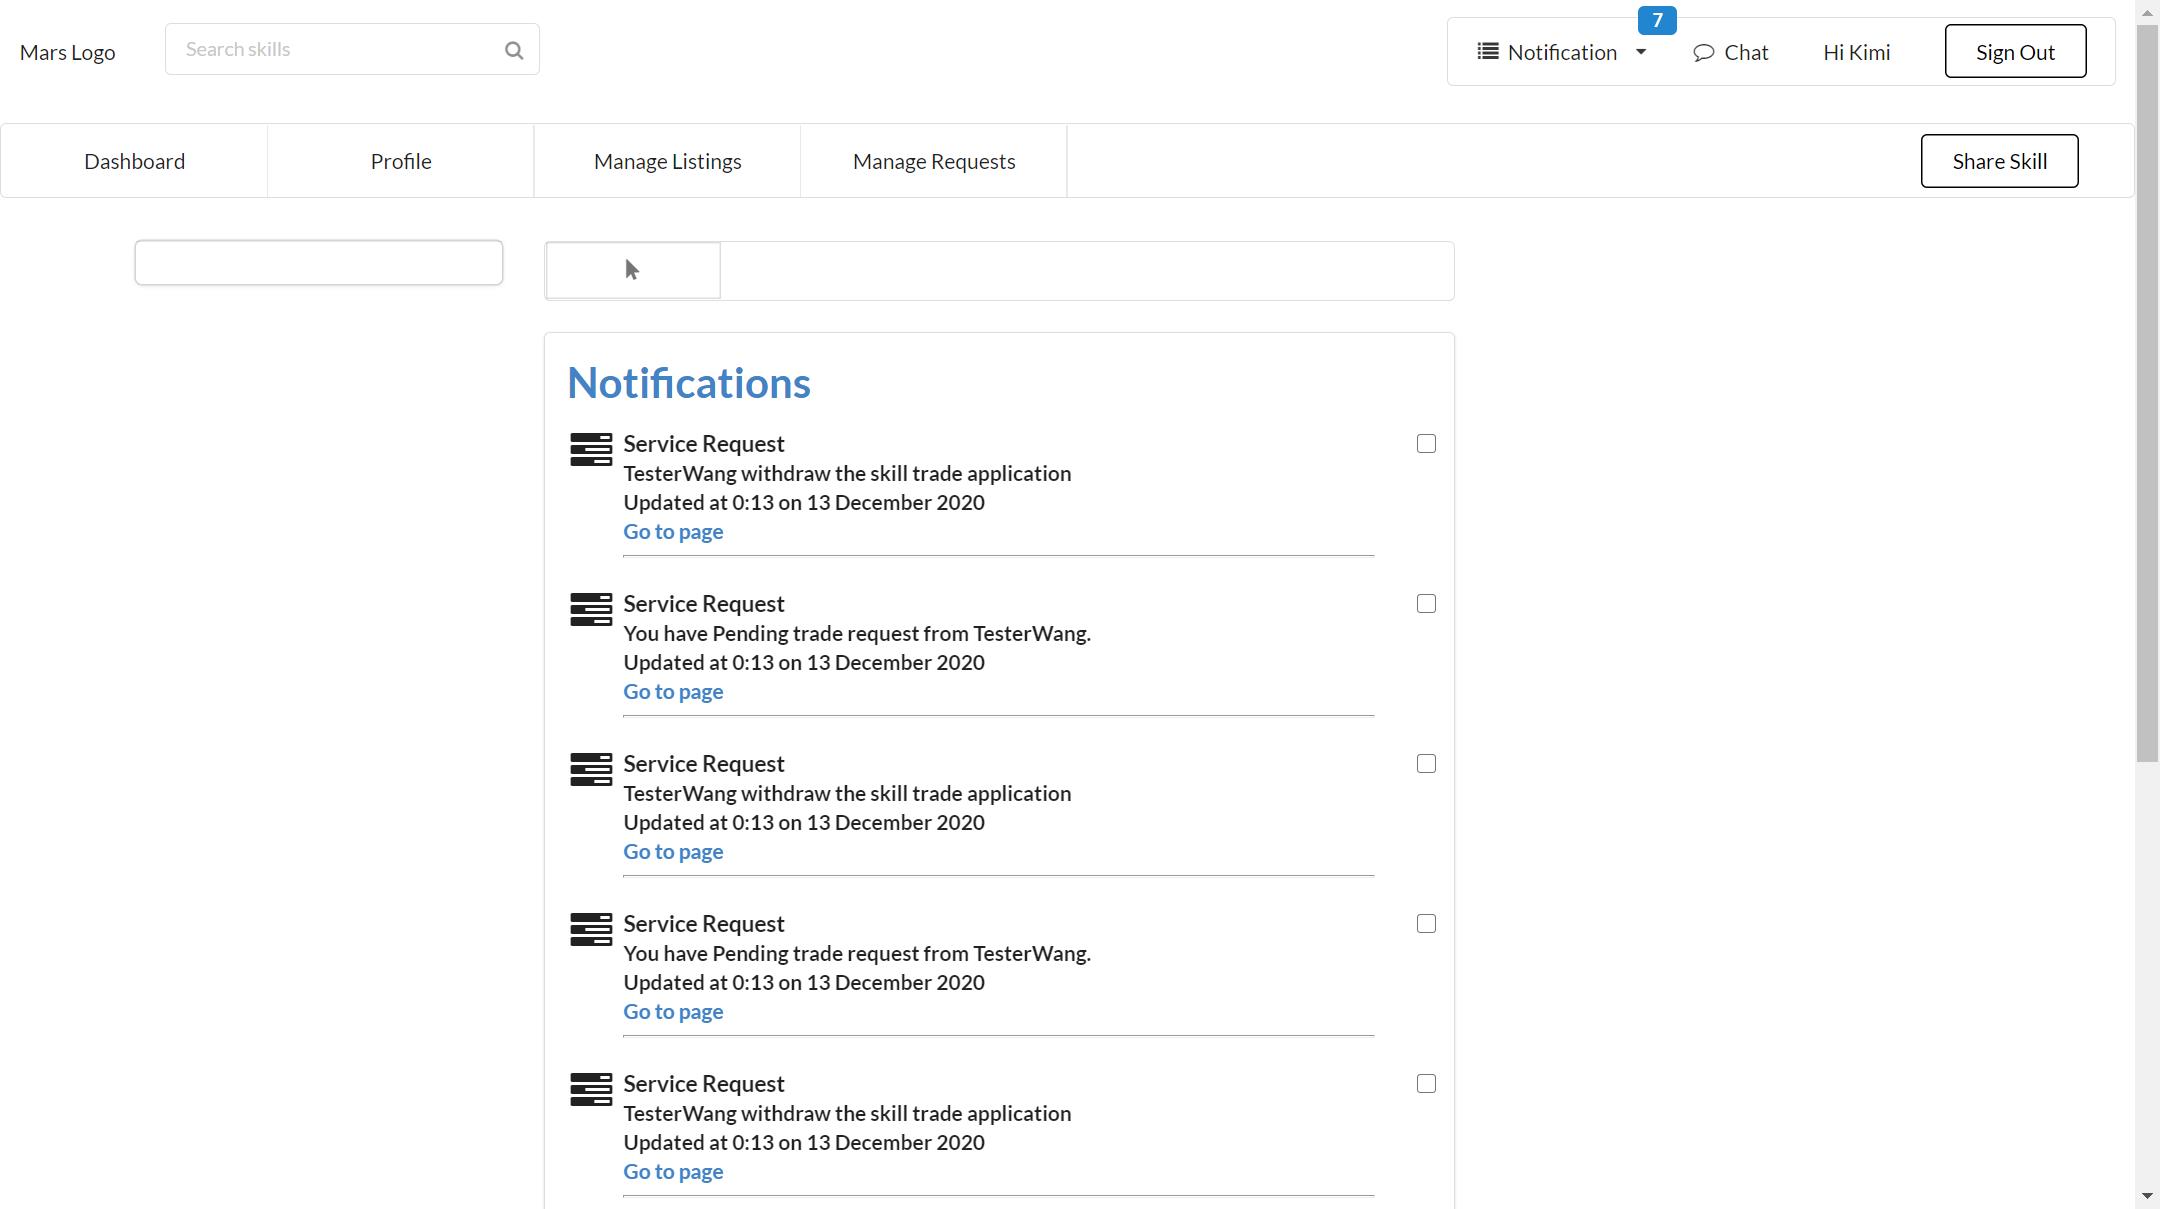 Mars Logo
Search skills
7
Notification
Chat
Hi Kimi
Sign Out
Dashboard
Profile
Manage Listings
Manage Requests
Share Skill
Notifications
Service Request
TesterWang withdraw the skill trade application
Updated at 0:13 on 13 December 2020
Go to page
Service Request
You have Pending trade request from TesterWang.
Updated at 0:13 on 13 December 2020
Go to page
Service Request
TesterWang withdraw the skill trade application
Updated at 0:13 on 13 December 2020
Go to page
Service Request
You have Pending trade request from TesterWang.
Updated at 0:13 on 13 December 2020
Go to page
Service Request
TesterWang withdraw the skill trade application
Updated at 0:13 on 13 December 2020
Go to page